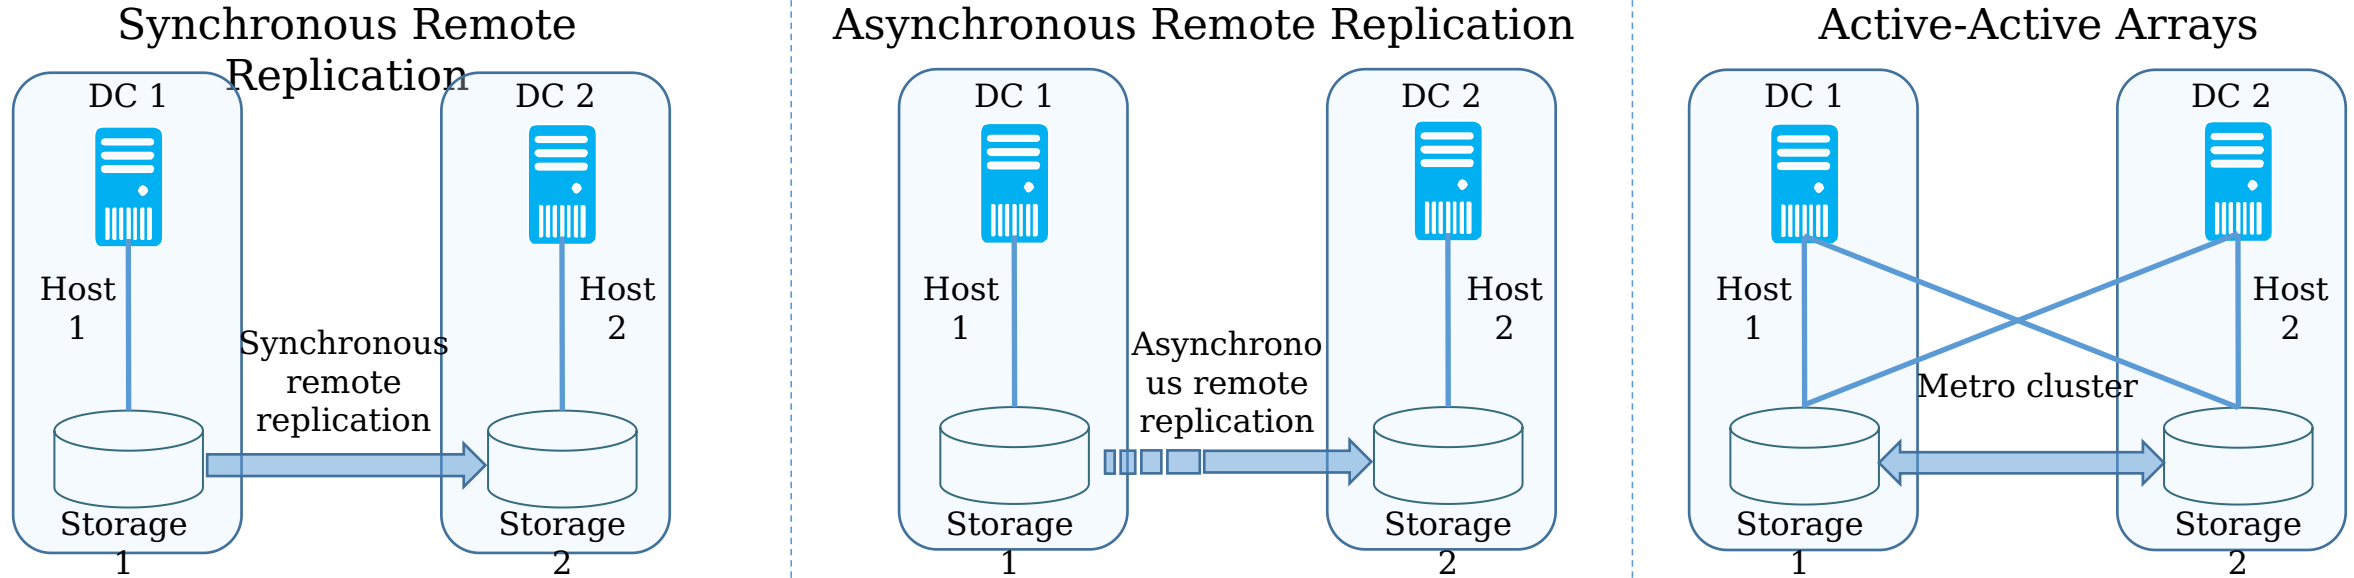 Synchronous Remote
Replication
DC 1
DC 2
Host
1
Host
2
Synchronous
remote
replication
Storage
1
Storage
2
Asynchronous Remote Replication
DC 1
DC 2
Host
1
Host
2
Asynchrono
us remote
replication
Storage
1
Storage
2
Active-Active Arrays
DC 1
DC 2
Host
1
Host
2
Metro cluster
Storage
1
Storage
2